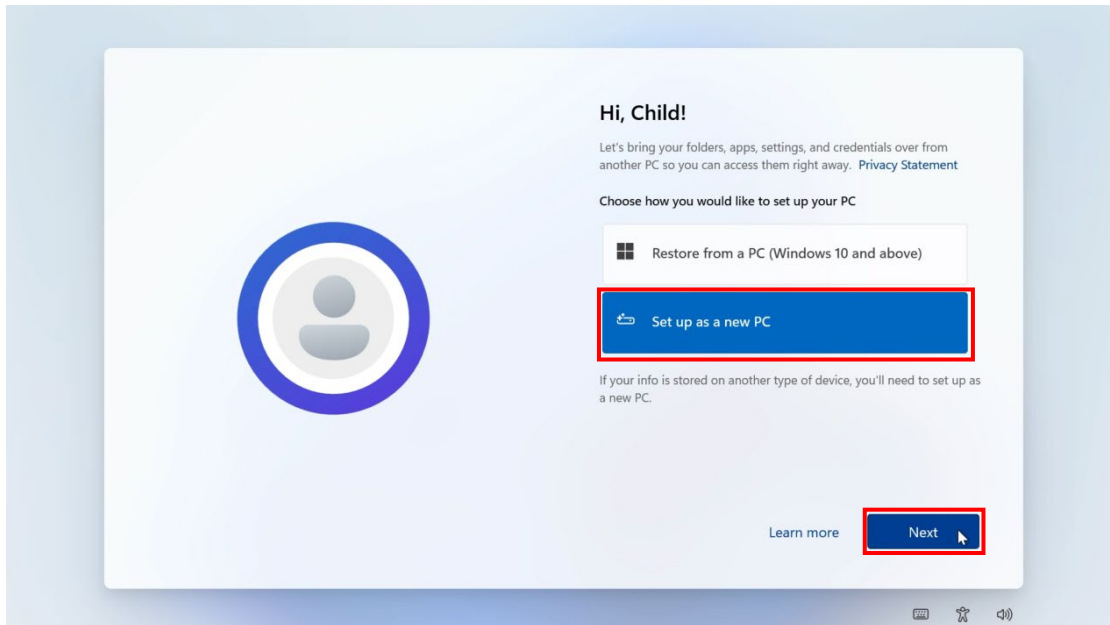 Hi, Child!
Let's bring your folders, apps, settings, and credentials over from
another PC so you can access them right away. Privacy Statement
Choose how you would like to set up your PC
Restore from a PC (Windows 10 and above)
Set up as a new PC
If your info is stored on another type of device, you'll need to set up as
a new PC.
Learn more Next